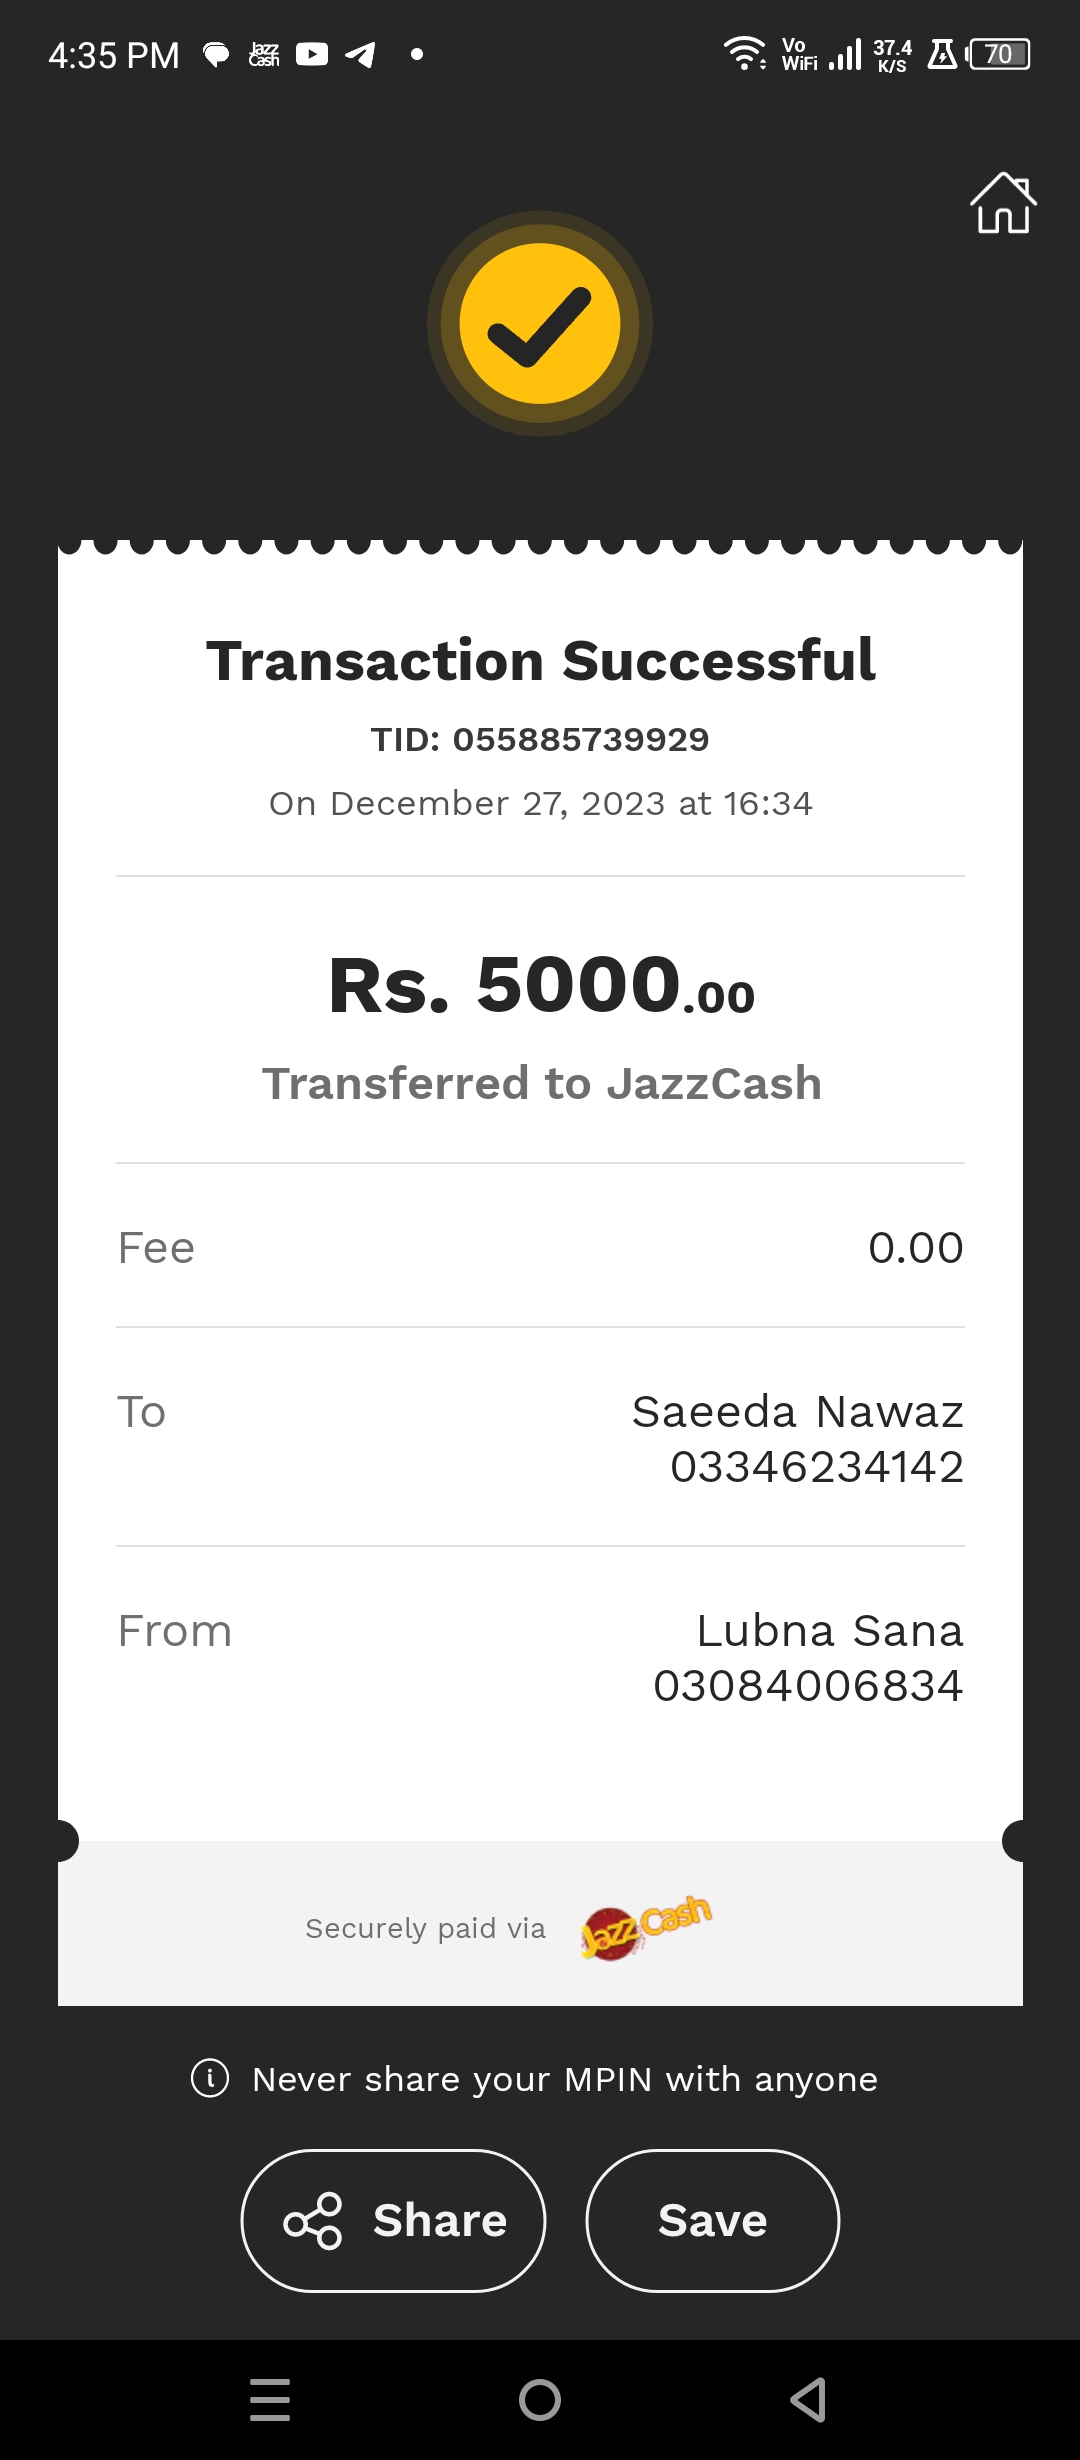 4:35 PM Jazz Cash Vo WiFi 37.4 K/S 70
Transaction Successful
TID: 055885739929
On December 27, 2023 at 16:34
Rs. 5000.00
Transferred to JazzCash
Fee 0.00
To Saeeda Nawaz
03346234142
From Lubna Sana
03084006834
Securely paid via JazzCash
Never share your MPIN with anyone
Share Save